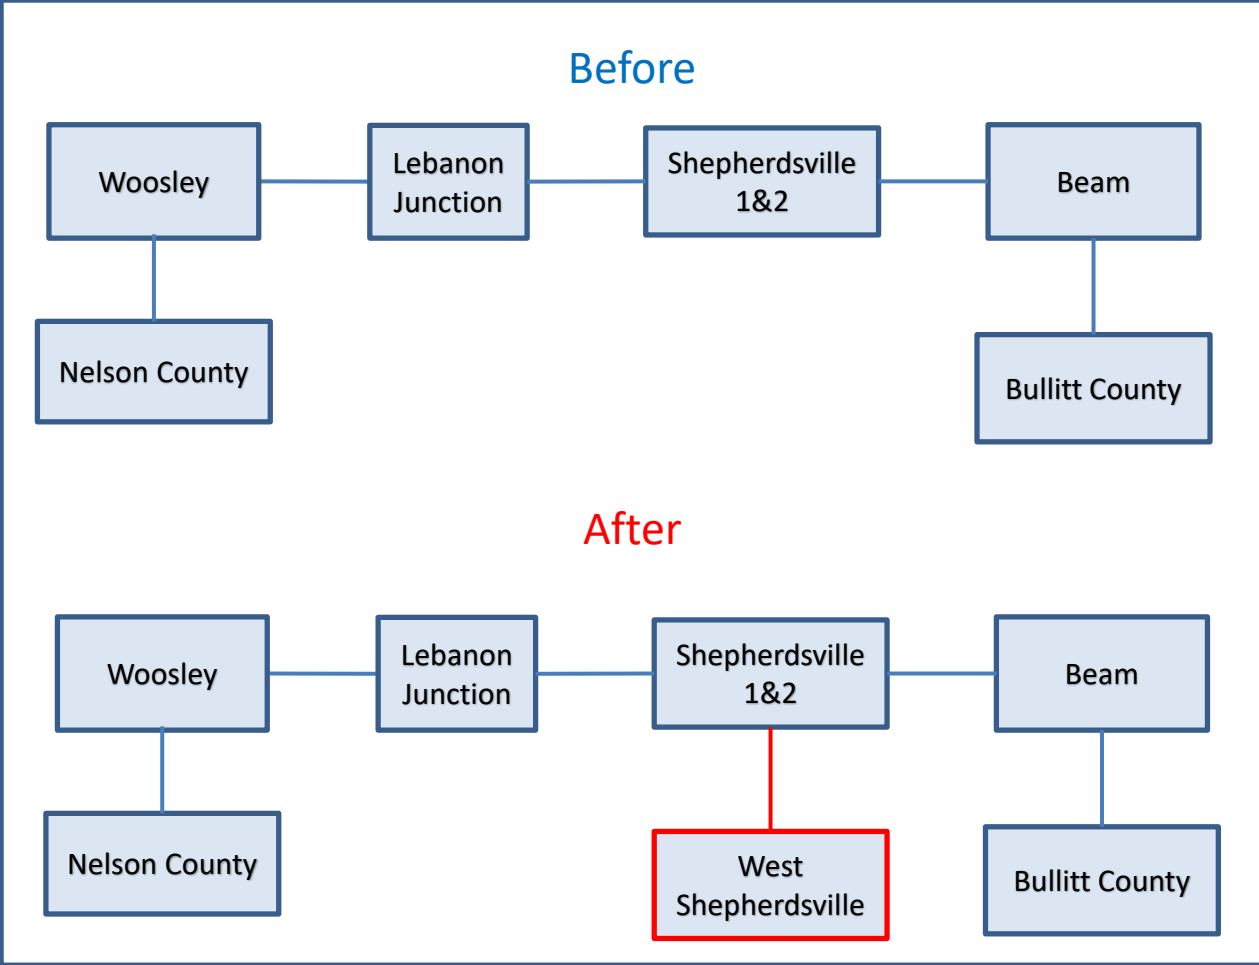 Before
Woosley
Lebanon
Junction
Shepherdsville
1&2
Beam
Nelson County
Bullitt County
After
Woosley
Lebanon
Junction
Shepherdsville
1&2
Beam
Nelson County
West
Shepherdsville
Bullitt County